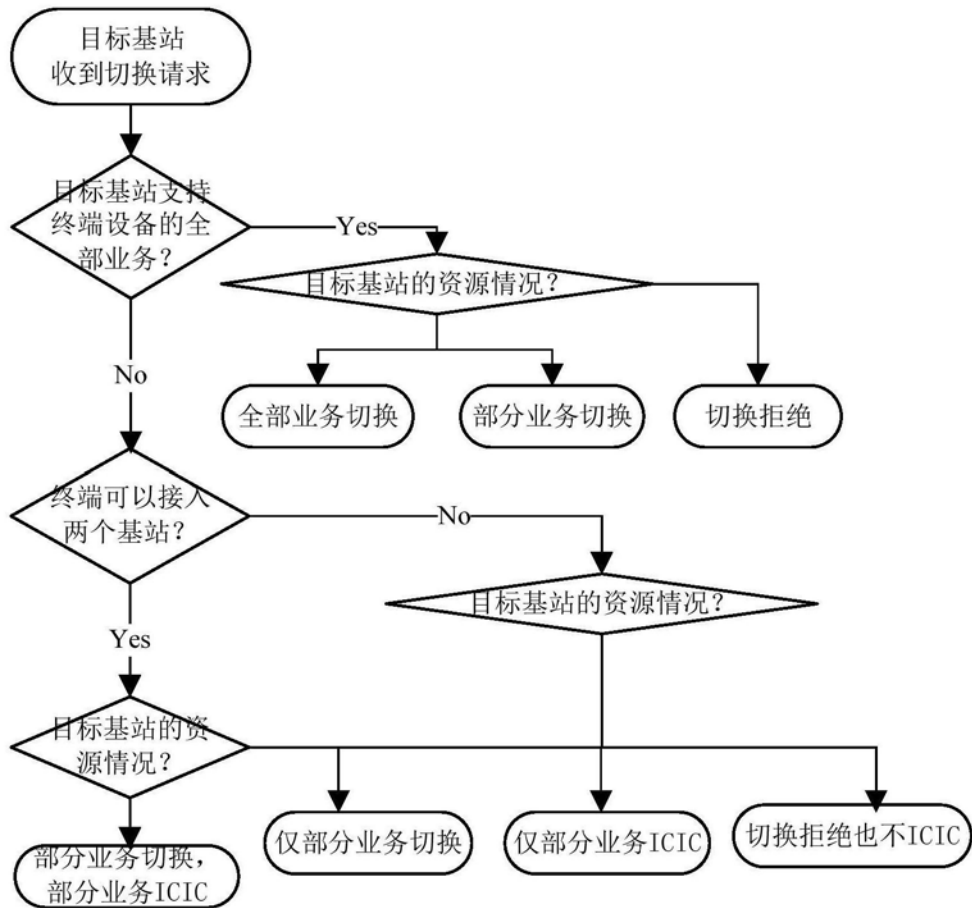 目标基站
收到切换请求
目标基站支持
终端设备的全
部业务？
Yes
目标基站的资源情况？
No
全部业务切换
部分业务切换
切换拒绝
终端可以接入
两个基站？
No
目标基站的资源情况？
Yes
目标基站的资
源情况？
部分业务切换，
部分业务ICIC
仅部分业务切换
仅部分业务ICIC
切换拒绝也不ICIC